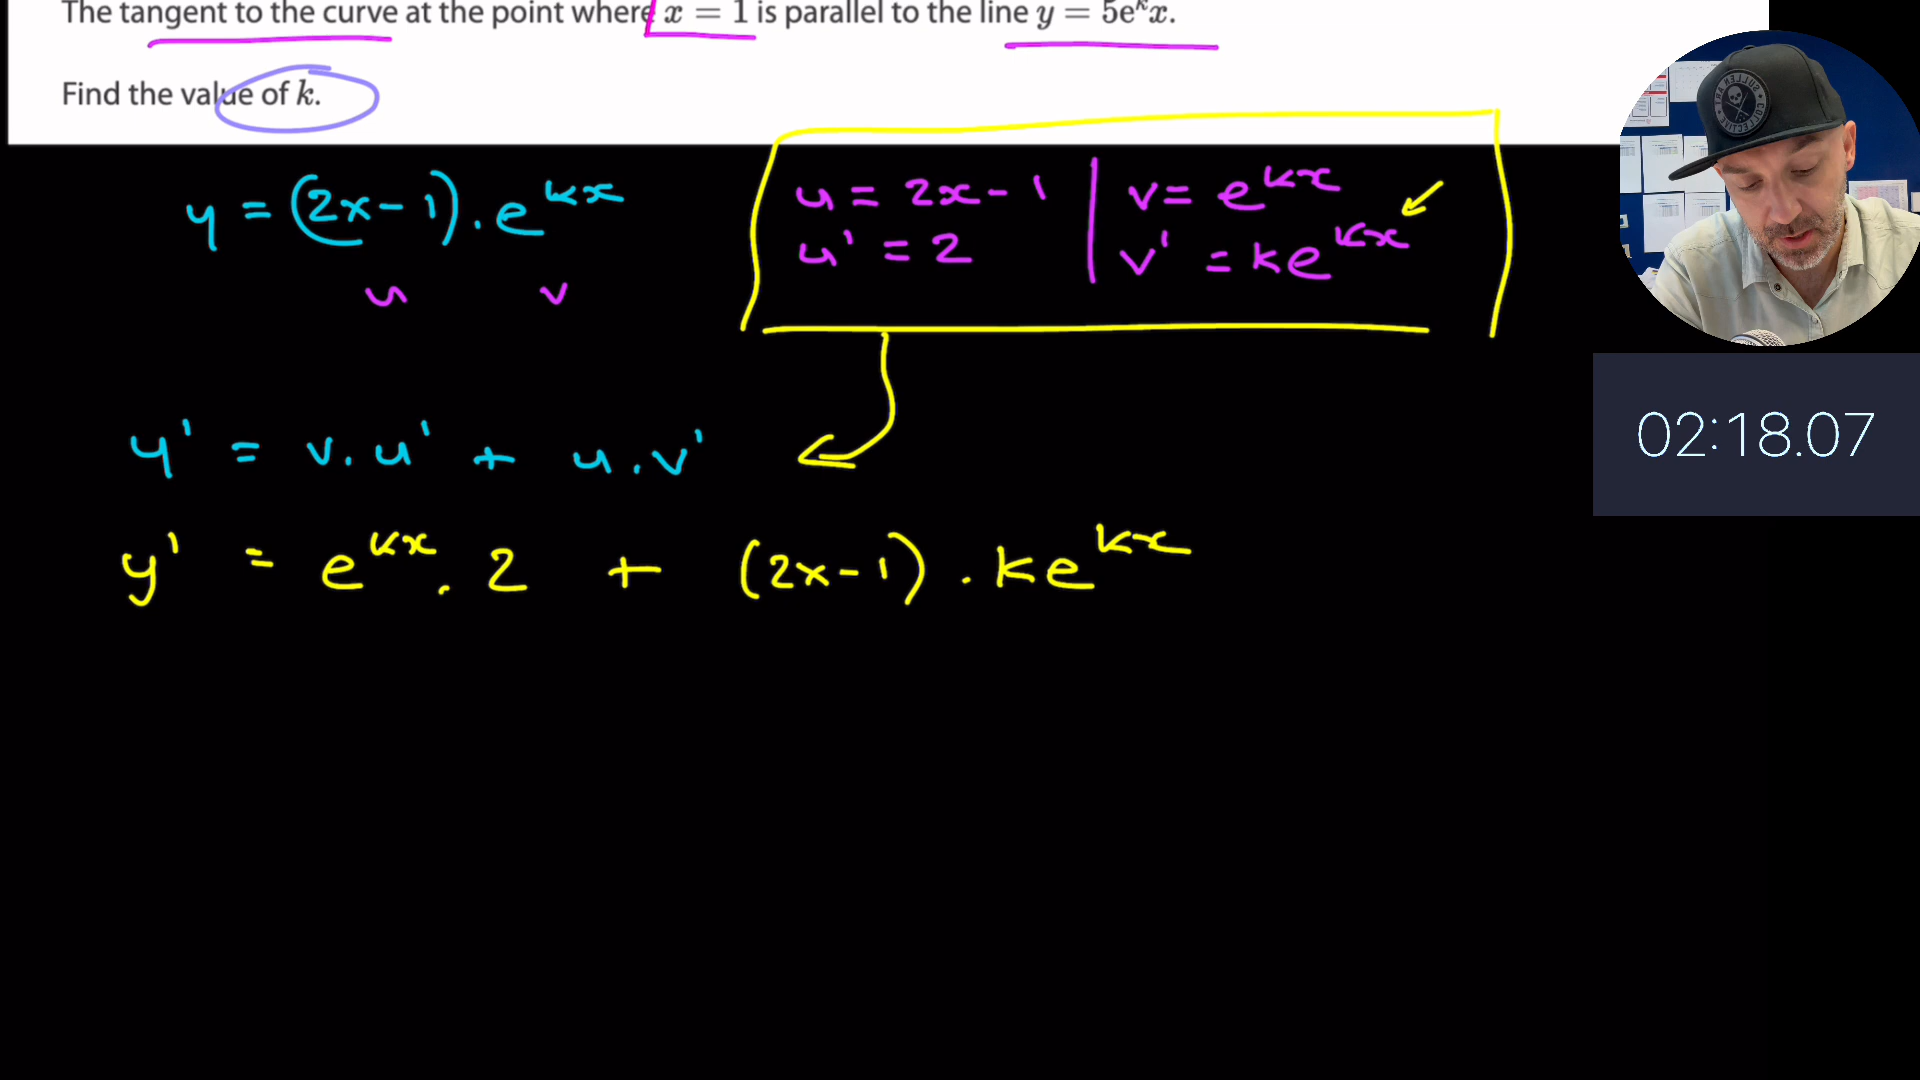 The tangent to the curve at the point where x = 1 is parallel to the line y = 5eᵏx.
Find the value of k.
y = (2x-1).e^kx
u v
u = 2x-1 | v = e^kx
u' = 2 | v' = ke^kx
02:18.07
y' = v.u' + u.v'
y' = e^kx . 2 + (2x-1) . ke^kx